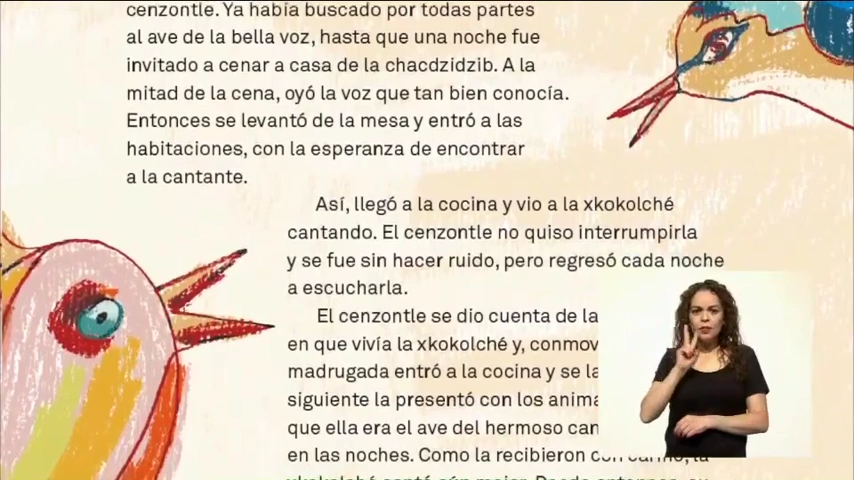 cenzontle. Ya había buscado por todas partes
al ave de la bella voz, hasta que una noche fue
invitado a cenar a casa de la chacdzidzib. A la
mitad de la cena, oyó la voz que tan bien conocía.
Entonces se levantó de la mesa y entró a las
habitaciones, con la esperanza de encontrar
a la cantante.
Así, llegó a la cocina y vio a la xkokolché
cantando. El cenzontle no quiso interrumpirla
y se fue sin hacer ruido, pero regresó cada noche
a escucharla.
El cenzontle se dio cuenta de la
en que vivía la xkokolché y, conmov
madrugada entró a la cocina y se la
siguiente la presentó con los anima
que ella era el ave del hermoso can
en las noches. Como la recibieron con